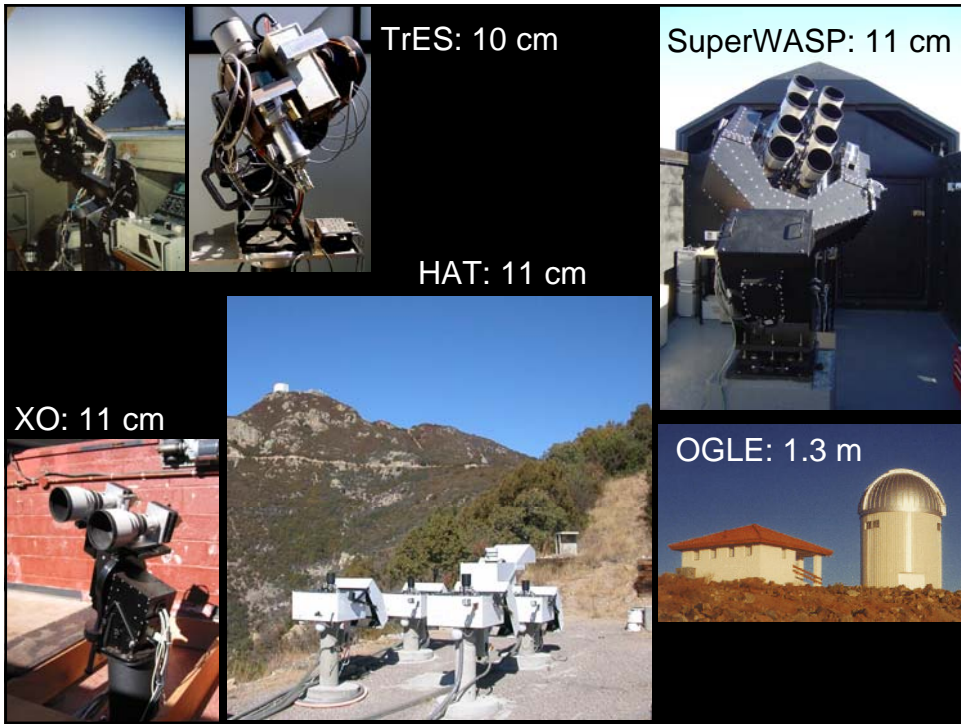 TrES: 10 cm
SuperWASP: 11 cm
HAT: 11 cm
XO: 11 cm
OGLE: 1.3 m